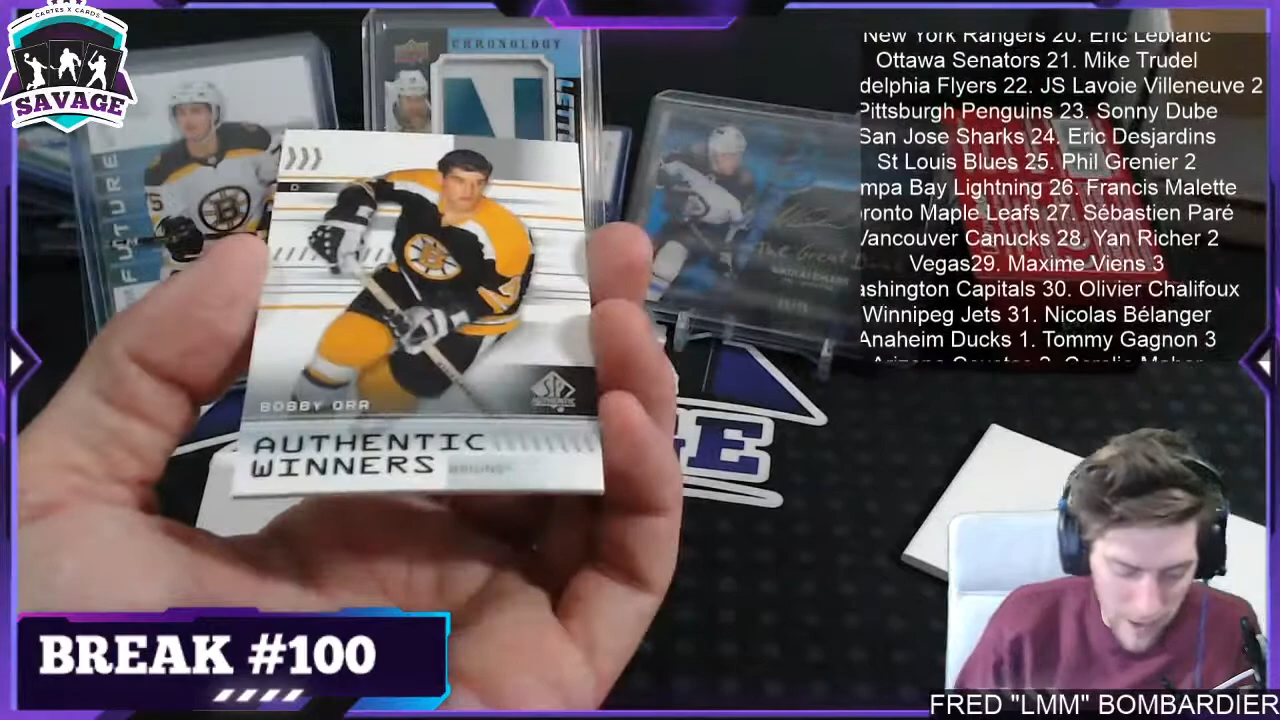 CARTES X CARDS
SAVAGE
CHRONOLOGY
FUTURE
BOBBY ORR
SP AUTHENTIC
AUTHENTIC
WINNERS
BRUINS
BREAK #100
New York Rangers 20. Eric Leblanc
Ottawa Senators 21. Mike Trudel
delphia Flyers 22. JS Lavoie Villeneuve 2
Pittsburgh Penguins 23. Sonny Dube
San Jose Sharks 24. Eric Desjardins
St Louis Blues 25. Phil Grenier 2
mpa Bay Lightning 26. Francis Malette
ronto Maple Leafs 27. Sébastien Paré
Vancouver Canucks 28. Yan Richer 2
Vegas29. Maxime Viens 3
ashington Capitals 30. Olivier Chalifoux
Winnipeg Jets 31. Nicolas Bélanger
Anaheim Ducks 1. Tommy Gagnon 3
FRED "LMM" BOMBARDIER